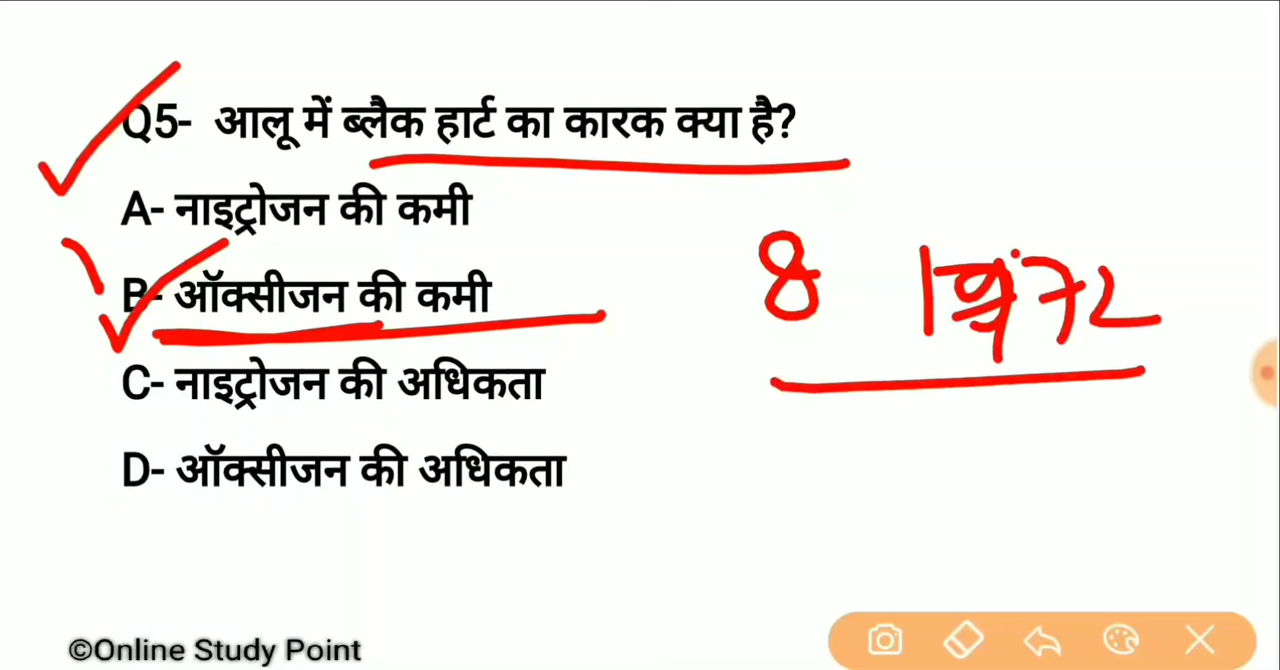 Q5- आलू में ब्लैक हार्ट का कारक क्या है?
A- नाइट्रोजन की कमी
B- ऑक्सीजन की कमी
8
C- नाइट्रोजन की अधिकता
D- ऑक्सीजन की अधिकता
©Online Study Point